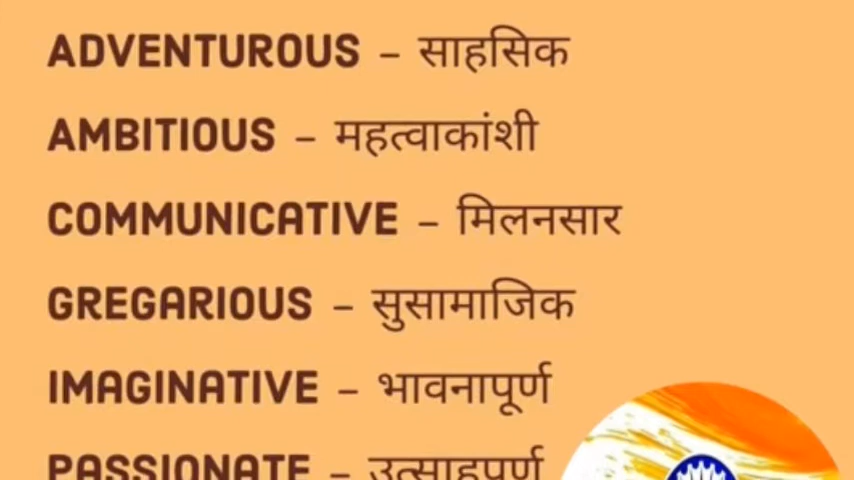 ADVENTUROUS – साहसिक
AMBITIOUS – महत्वाकांशी
COMMUNICATIVE – मिलनसार
GREGARIOUS – सुसामाजिक
IMAGINATIVE – भावनापूर्ण
PASSIONATE – उत्साहपूर्ण